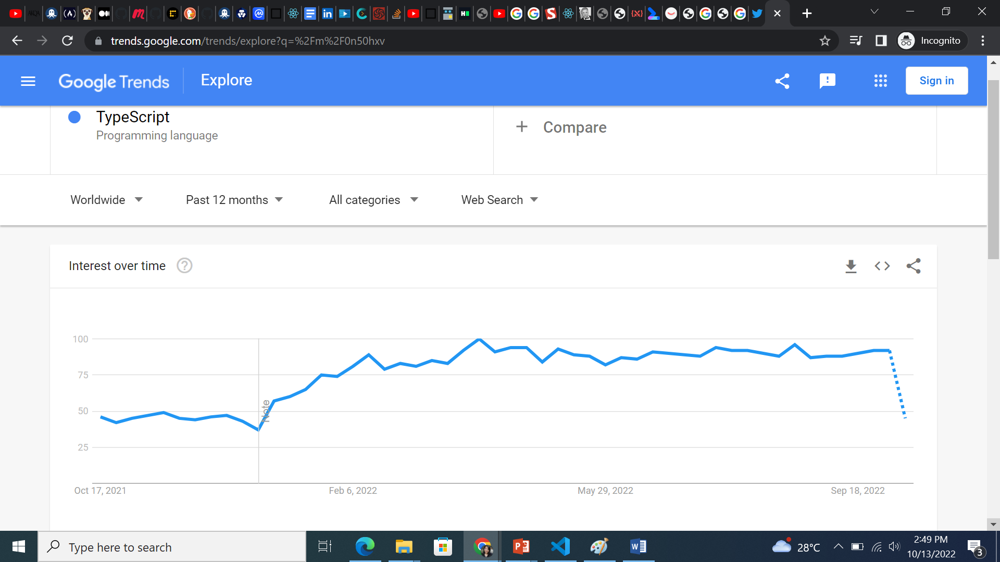 trends.google.com/trends/explore?q=%2Fm%2F0n50hxv
Incognito
Google Trends
Explore
Sign in
TypeScript
Programming language
+ Compare
Worldwide
Past 12 months
All categories
Web Search
Interest over time
100
75
50
25
Note
Oct 17, 2021
Feb 6, 2022
May 29, 2022
Sep 18, 2022
Type here to search
28°C
2:49 PM
10/13/2022
3